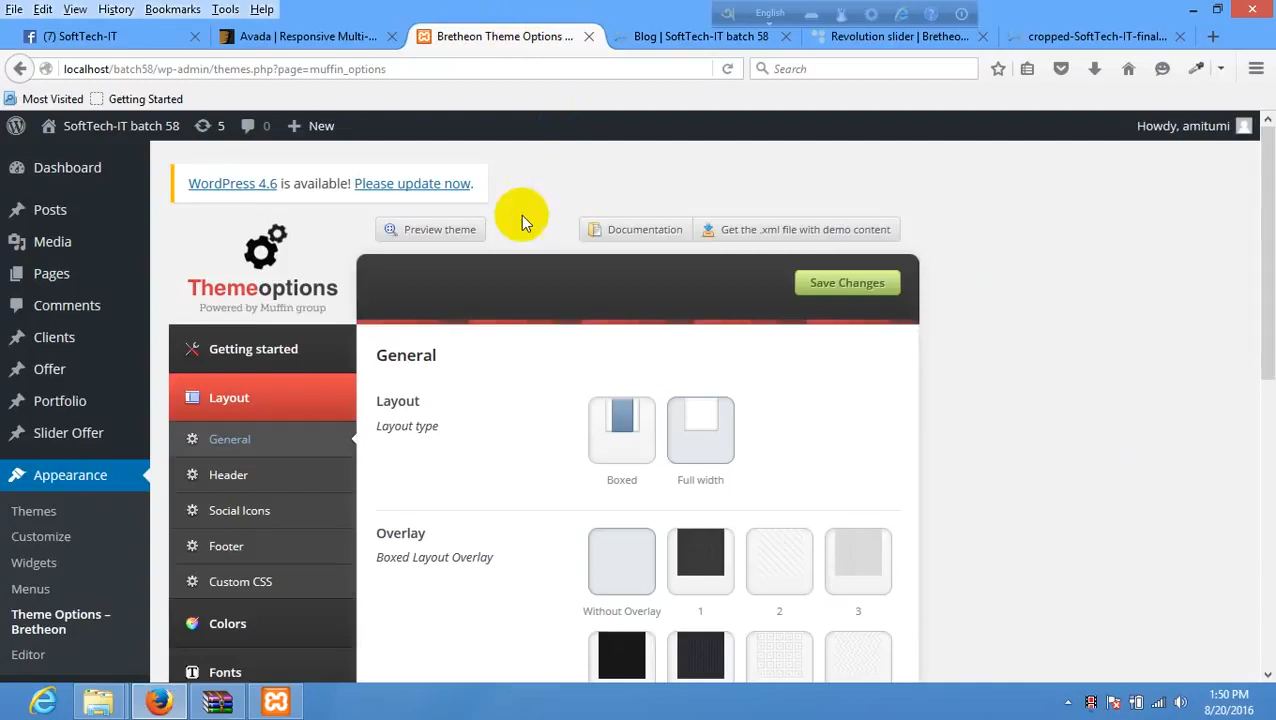 File Edit View History Bookmarks Tools Help
English
(7) SoftTech-IT
Avada | Responsive Multi-...
Bretheon Theme Options ...
Blog | SoftTech-IT batch 58
Revolution slider | Bretheo...
cropped-SoftTech-IT-final...
localhost/batch58/wp-admin/themes.php?page=muffin_options
Search
Most Visited
Getting Started
SoftTech-IT batch 58
5
0
New
Howdy, amitumi
Dashboard
Posts
Media
Pages
Comments
Clients
Offer
Portfolio
Slider Offer
Appearance
Themes
Customize
Widgets
Menus
Theme Options –
Bretheon
Editor
WordPress 4.6 is available! Please update now.
Preview theme
Documentation
Get the .xml file with demo content
Themeoptions
Powered by Muffin group
Save Changes
Getting started
Layout
General
Header
Social Icons
Footer
Custom CSS
Colors
Fonts
General
Layout
Layout type
Boxed
Full width
Overlay
Boxed Layout Overlay
Without Overlay
1
2
3
1:50 PM
8/20/2016